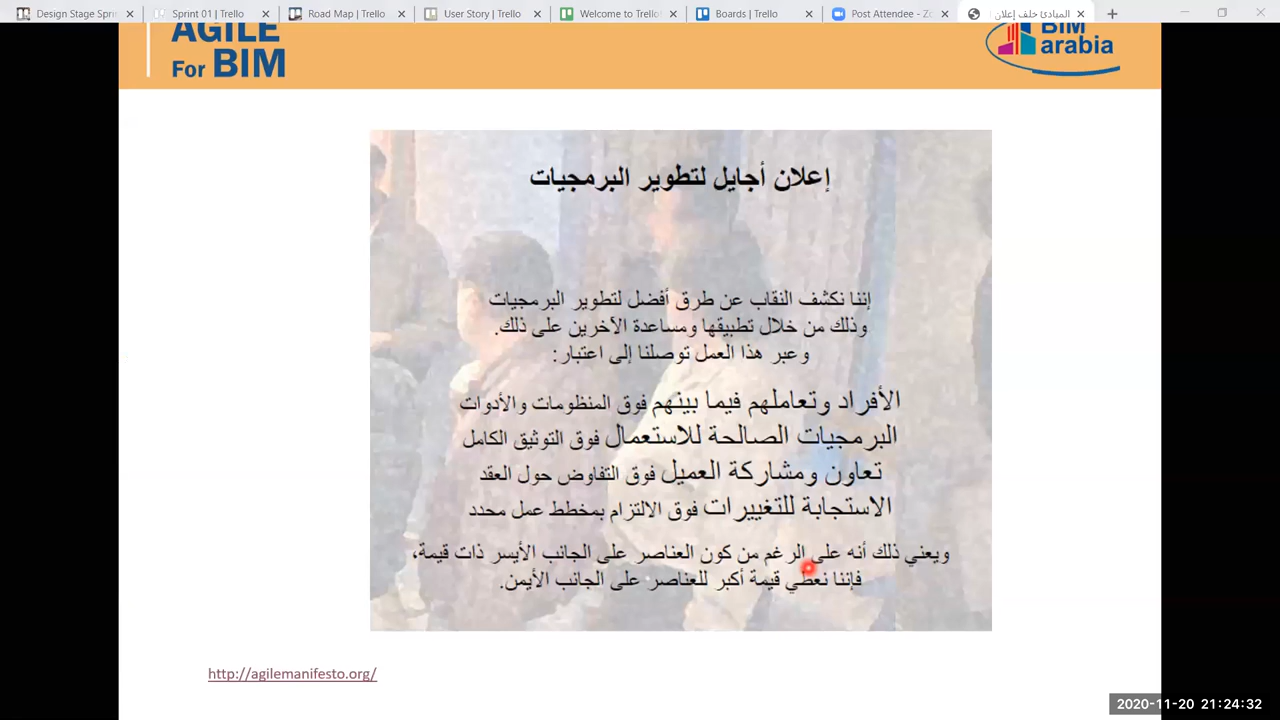 Design Stage Spri
Sprint 01 | Trello
Road Map | Trello
User Story | Trello
Welcome to Trello!
Boards | Trello
Post Attendee - Zo
المبادئ خلف إعلان
AGILE
For BIM
BIM
arabia
إعلان أجايل لتطوير البرمجيات
إننا نكشف النقاب عن طرق أفضل لتطوير البرمجيات
وذلك من خلال تطبيقها ومساعدة الآخرين على ذلك.
وعبر هذا العمل توصلنا إلى اعتبار:
الأفراد وتعاملهم فيما بينهم فوق المنظومات والأدوات
البرمجيات الصالحة للاستعمال فوق التوثيق الكامل
تعاون ومشاركة العميل فوق التفاوض حول العقد
الاستجابة للتغييرات فوق الالتزام بمخطط عمل محدد
ويعني ذلك أنه على الرغم من كون العناصر على الجانب الأيسر ذات قيمة،
فإننا نعطي قيمة أكبر للعناصر على الجانب الأيمن.
http://agilemanifesto.org/
2020-11-20 21:24:32